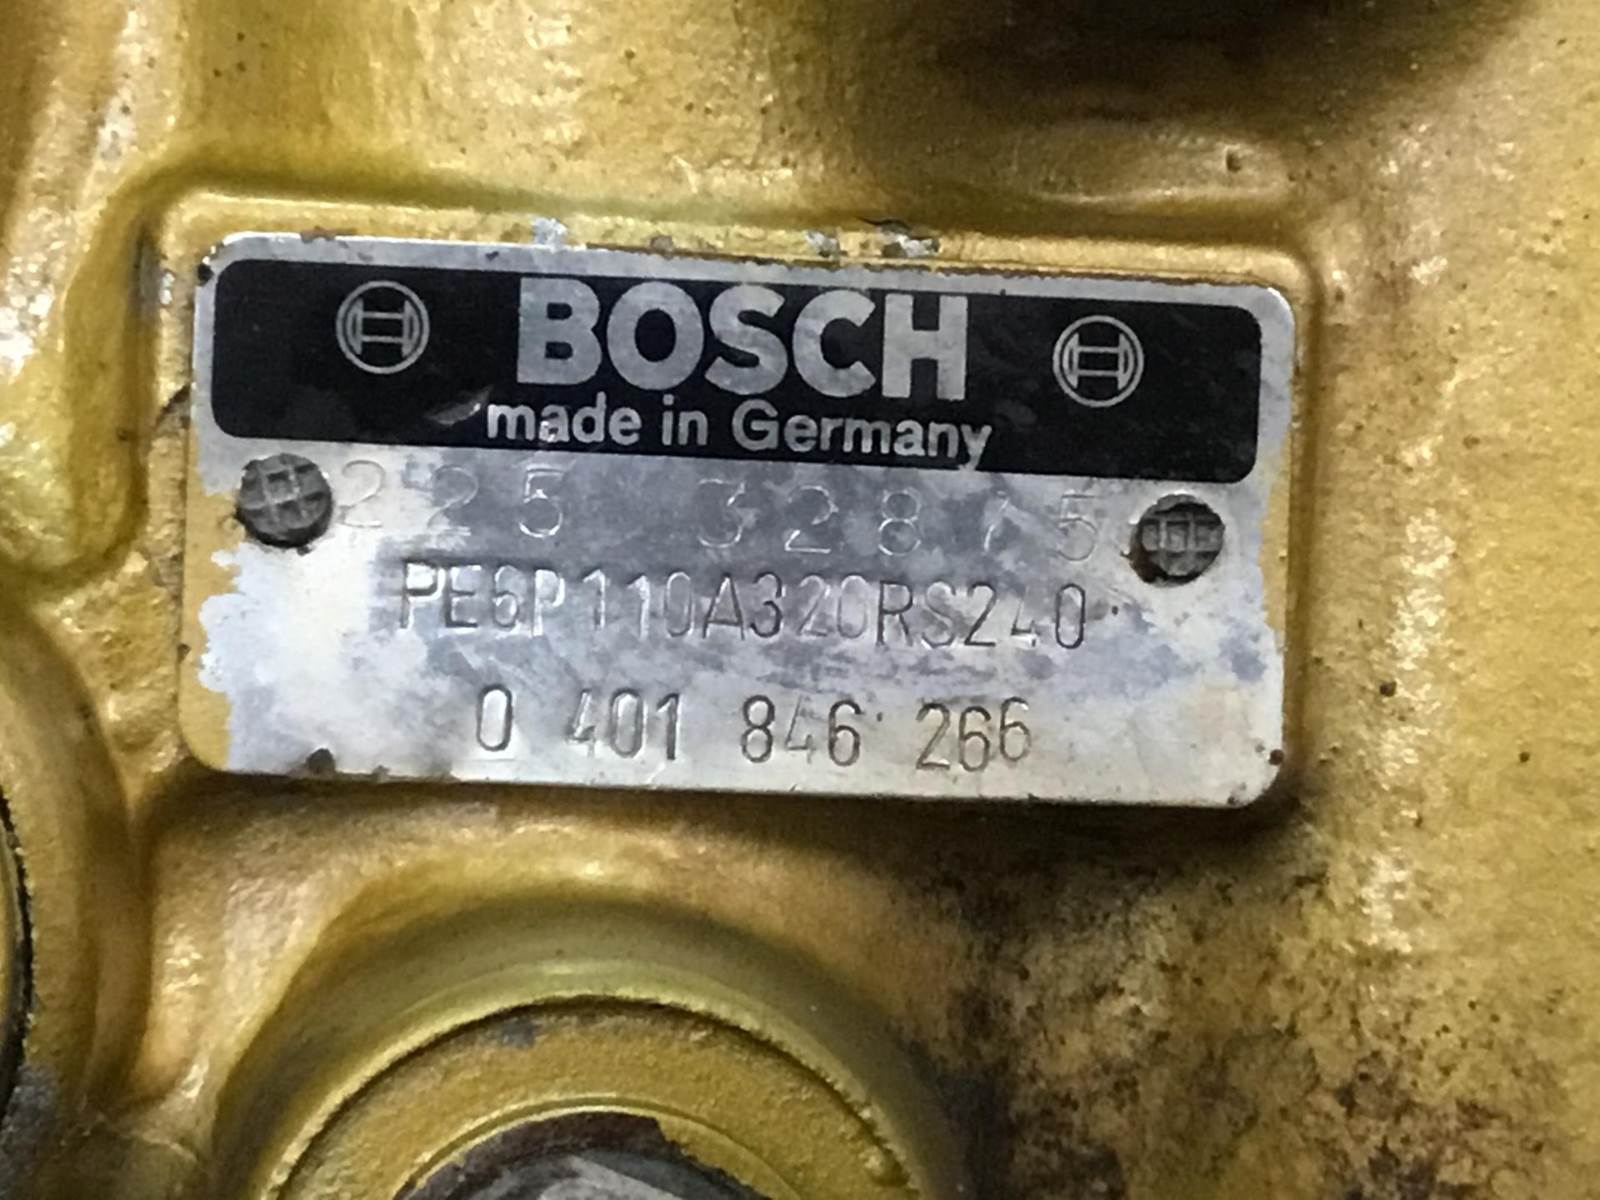 BOSCH
made in Germany
225 32875
PE6P110A320RS240
0 401 846 266